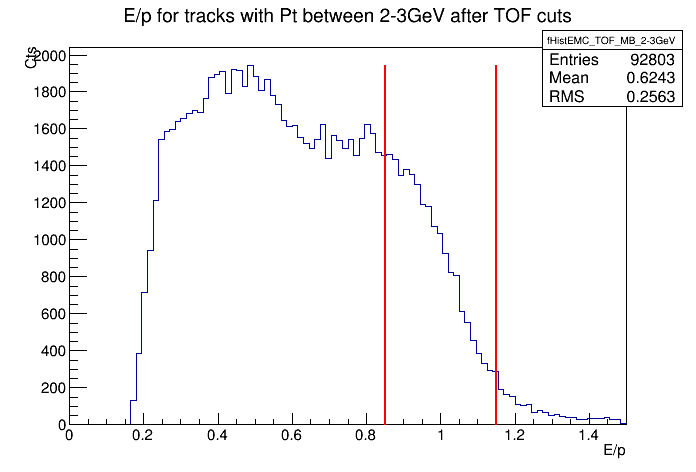 E/p for tracks with Pt between 2-3GeV after TOF cuts
fHistEMC_TOF_MB_2-3GeV
Entries 92803
Mean 0.6243
RMS 0.2563
Cts
2000
1800
1600
1400
1200
1000
800
600
400
200
0
0 0.2 0.4 0.6 0.8 1 1.2 1.4
E/p